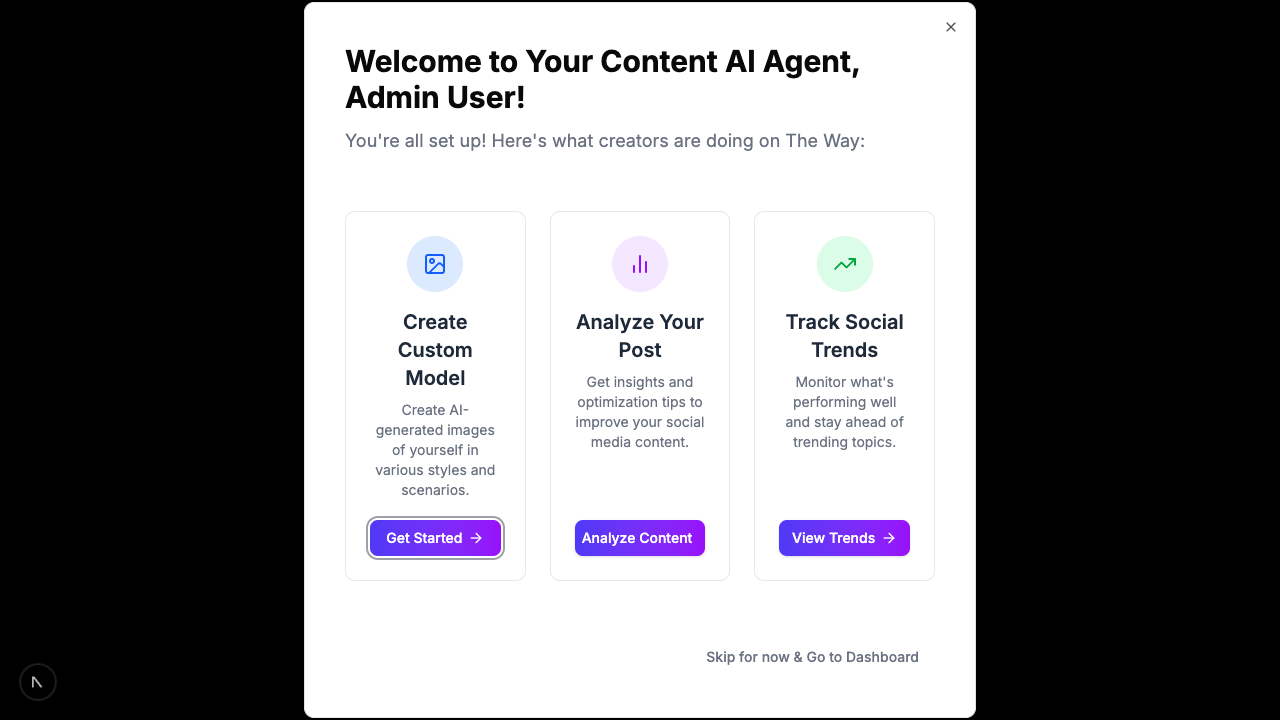 Welcome to Your Content AI Agent,
Admin User!
You're all set up! Here's what creators are doing on The Way:
Create
Custom
Model
Create AI-
generated images
of yourself in
various styles and
scenarios.
Get Started
Analyze Your
Post
Get insights and
optimization tips to
improve your social
media content.
Analyze Content
Track Social
Trends
Monitor what's
performing well
and stay ahead of
trending topics.
View Trends
Skip for now & Go to Dashboard